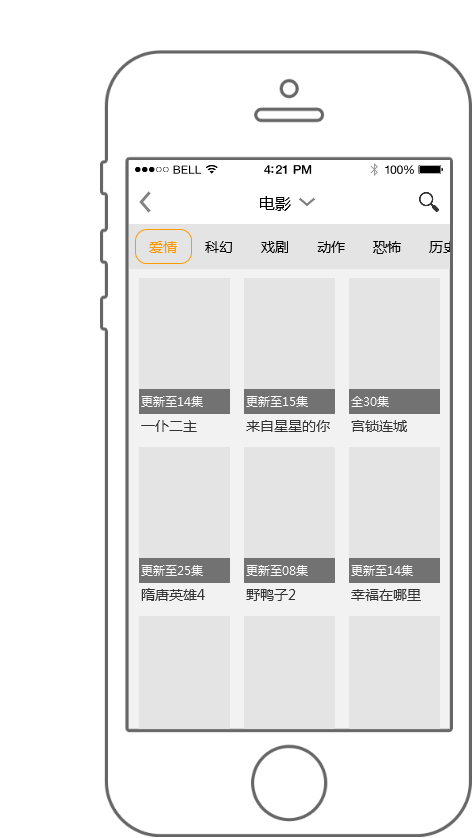 BELL 4:21 PM 100%
电影
爱情 科幻 戏剧 动作 恐怖 历史
更新至14集 更新至15集 全30集
一仆二主 来自星星的你 宫锁连城
更新至25集 更新至08集 更新至14集
隋唐英雄4 野鸭子2 幸福在哪里